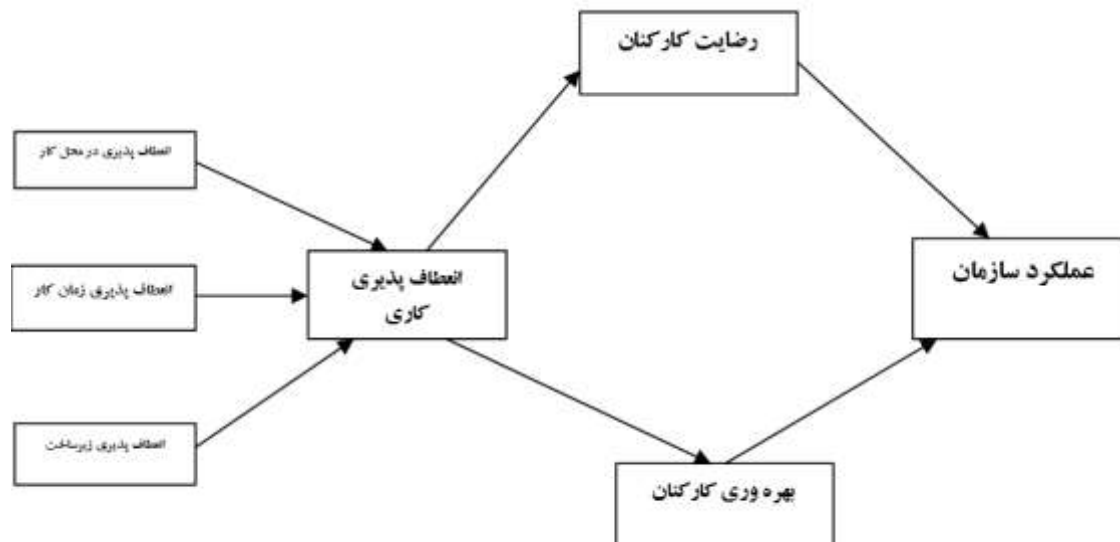 رضایت کارکنان
انعطاف پذیری در محل کار
انعطاف پذیری
کاری
عملکرد سازمان
انعطاف پذیری زمان کار
انعطاف پذیری زیرساخت
بهره وری کارکنان